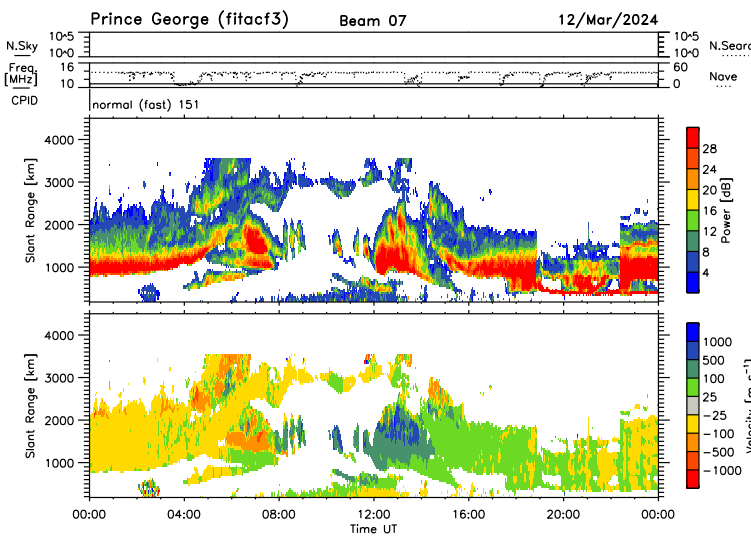 Prince George (fitacf3) Beam 07 12/Mar/2024
N.Sky 10^5 10^0 10^5 10^0
Freq [MHz] 16 10 60 0 Nave
CPID normal (fast) 151
Slant Range [km] 4000 3000 2000 1000
28 24 20 16 12 8 4 Power [dB]
Slant Range [km] 4000 3000 2000 1000
1000 500 100 25 -25 -100 -500 -1000
00:00 04:00 08:00 12:00 16:00 20:00 00:00
Time UT